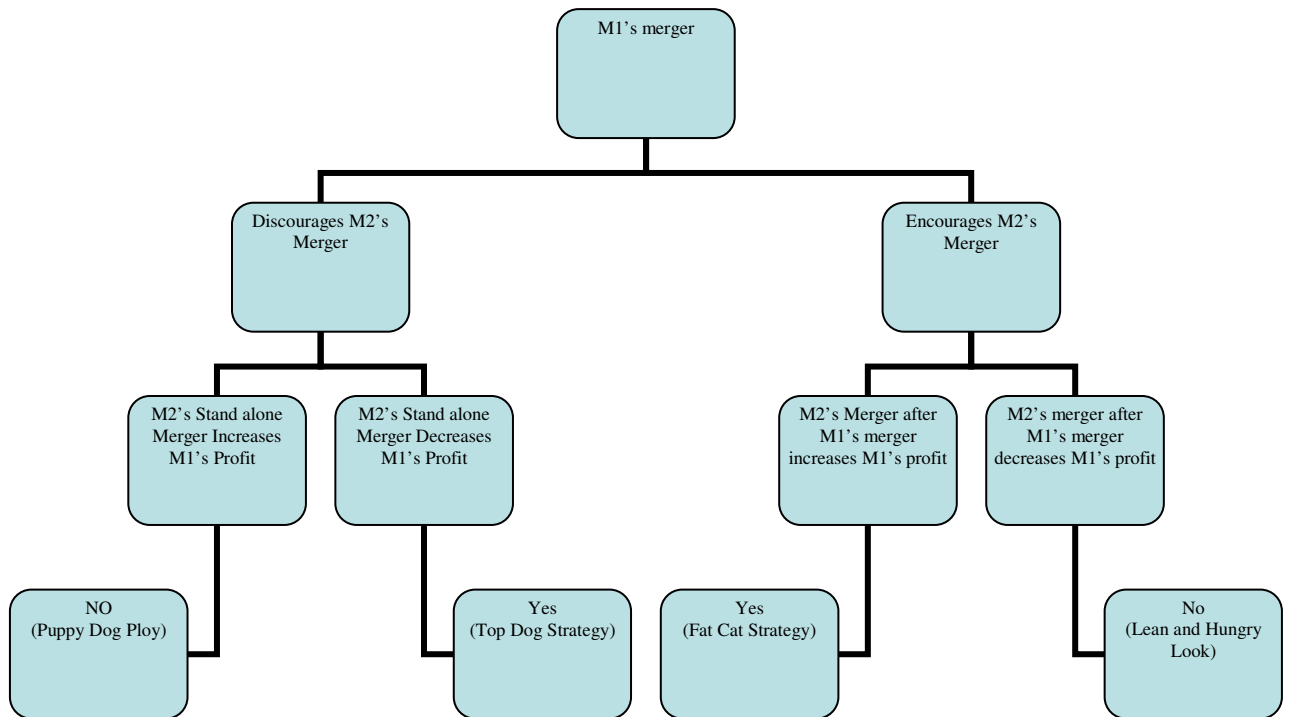 M1's merger
Discourages M2's
Merger
Encourages M2's
Merger
M2's Stand alone
Merger Increases
M1's Profit
M2's Stand alone
Merger Decreases
M1's Profit
M2's Merger after
M1's merger
increases M1's profit
M2's merger after
M1's merger
decreases M1's profit
NO
(Puppy Dog Ploy)
Yes
(Top Dog Strategy)
Yes
(Fat Cat Strategy)
No
(Lean and Hungry
Look)